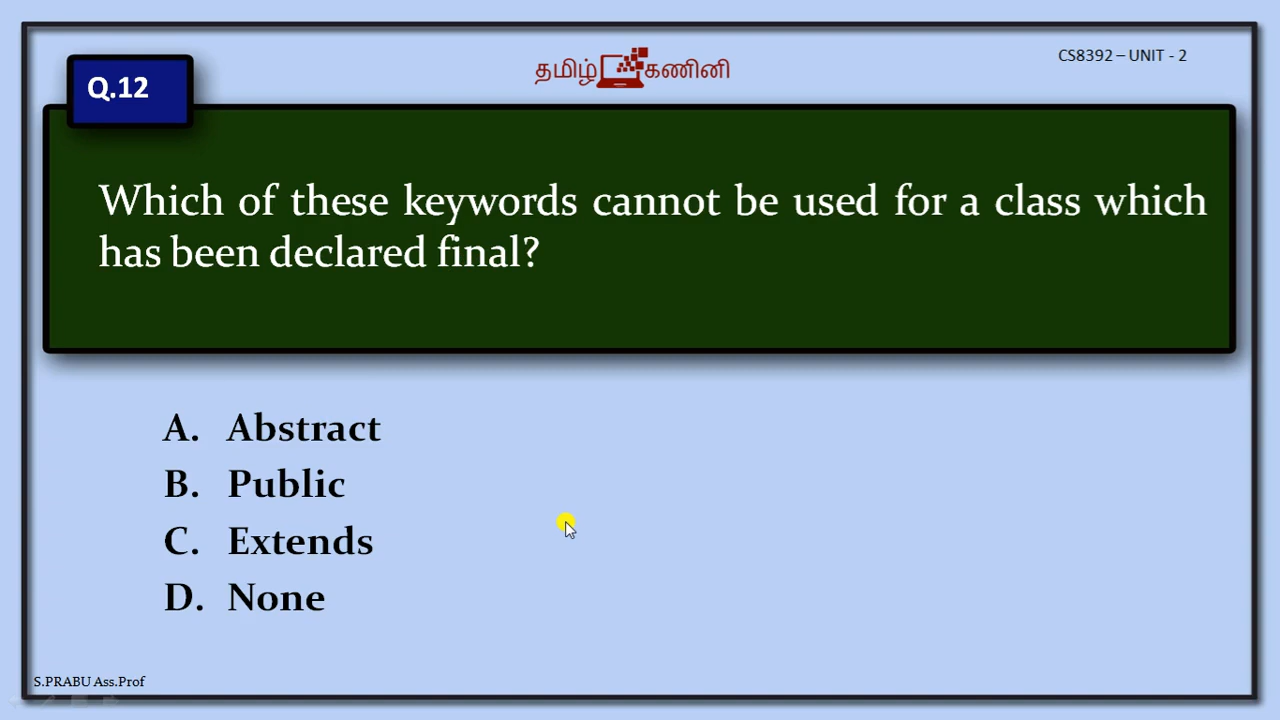 Q.12
தமிழ் கணினி
CS8392 – UNIT - 2
Which of these keywords cannot be used for a class which
has been declared final?
A. Abstract
B. Public
C. Extends
D. None
S.PRABU Ass.Prof